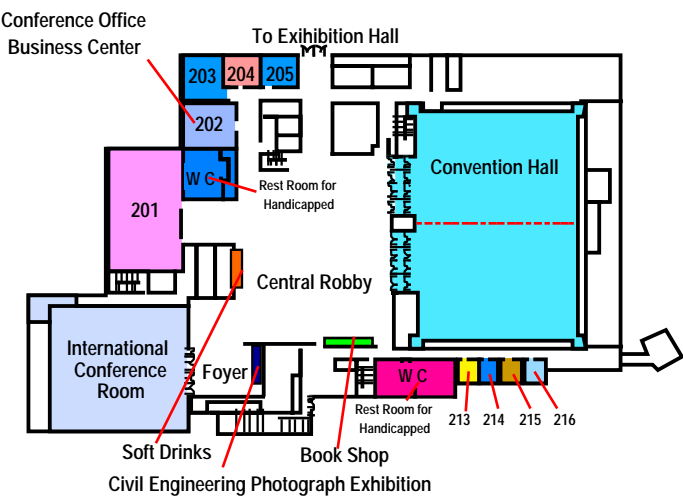 Conference Office
Business Center
To Exihibition Hall
203
204
205
202
W C
Rest Room for
Handicapped
201
Convention Hall
Central Robby
International
Conference
Room
Foyer
W C
Rest Room for
Handicapped
213
214
215
216
Soft Drinks
Book Shop
Civil Engineering Photograph Exhibition